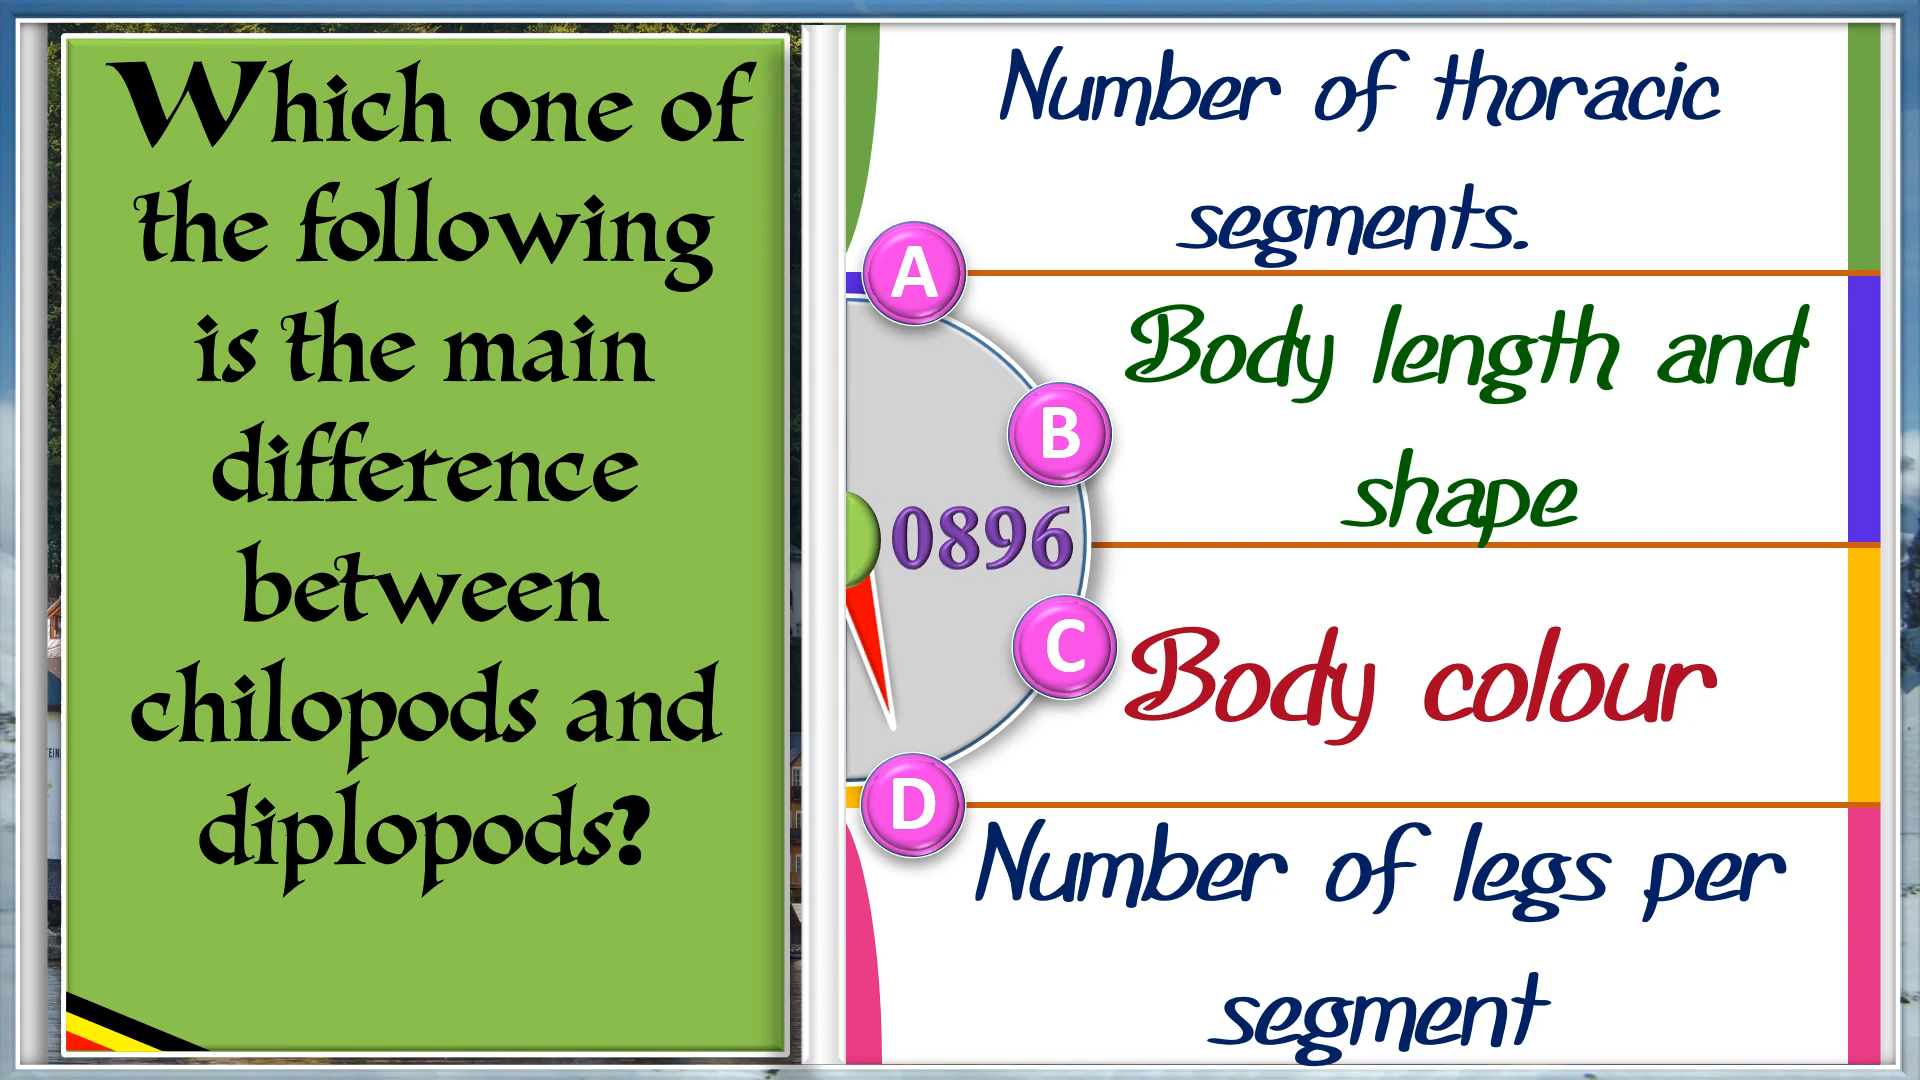 Which one of
the following
is the main
difference
between
chilopods and
diplopods?
Number of thoracic
segments.
A
Body length and
shape
B
0896
C
Body colour
D
Number of legs per
segment